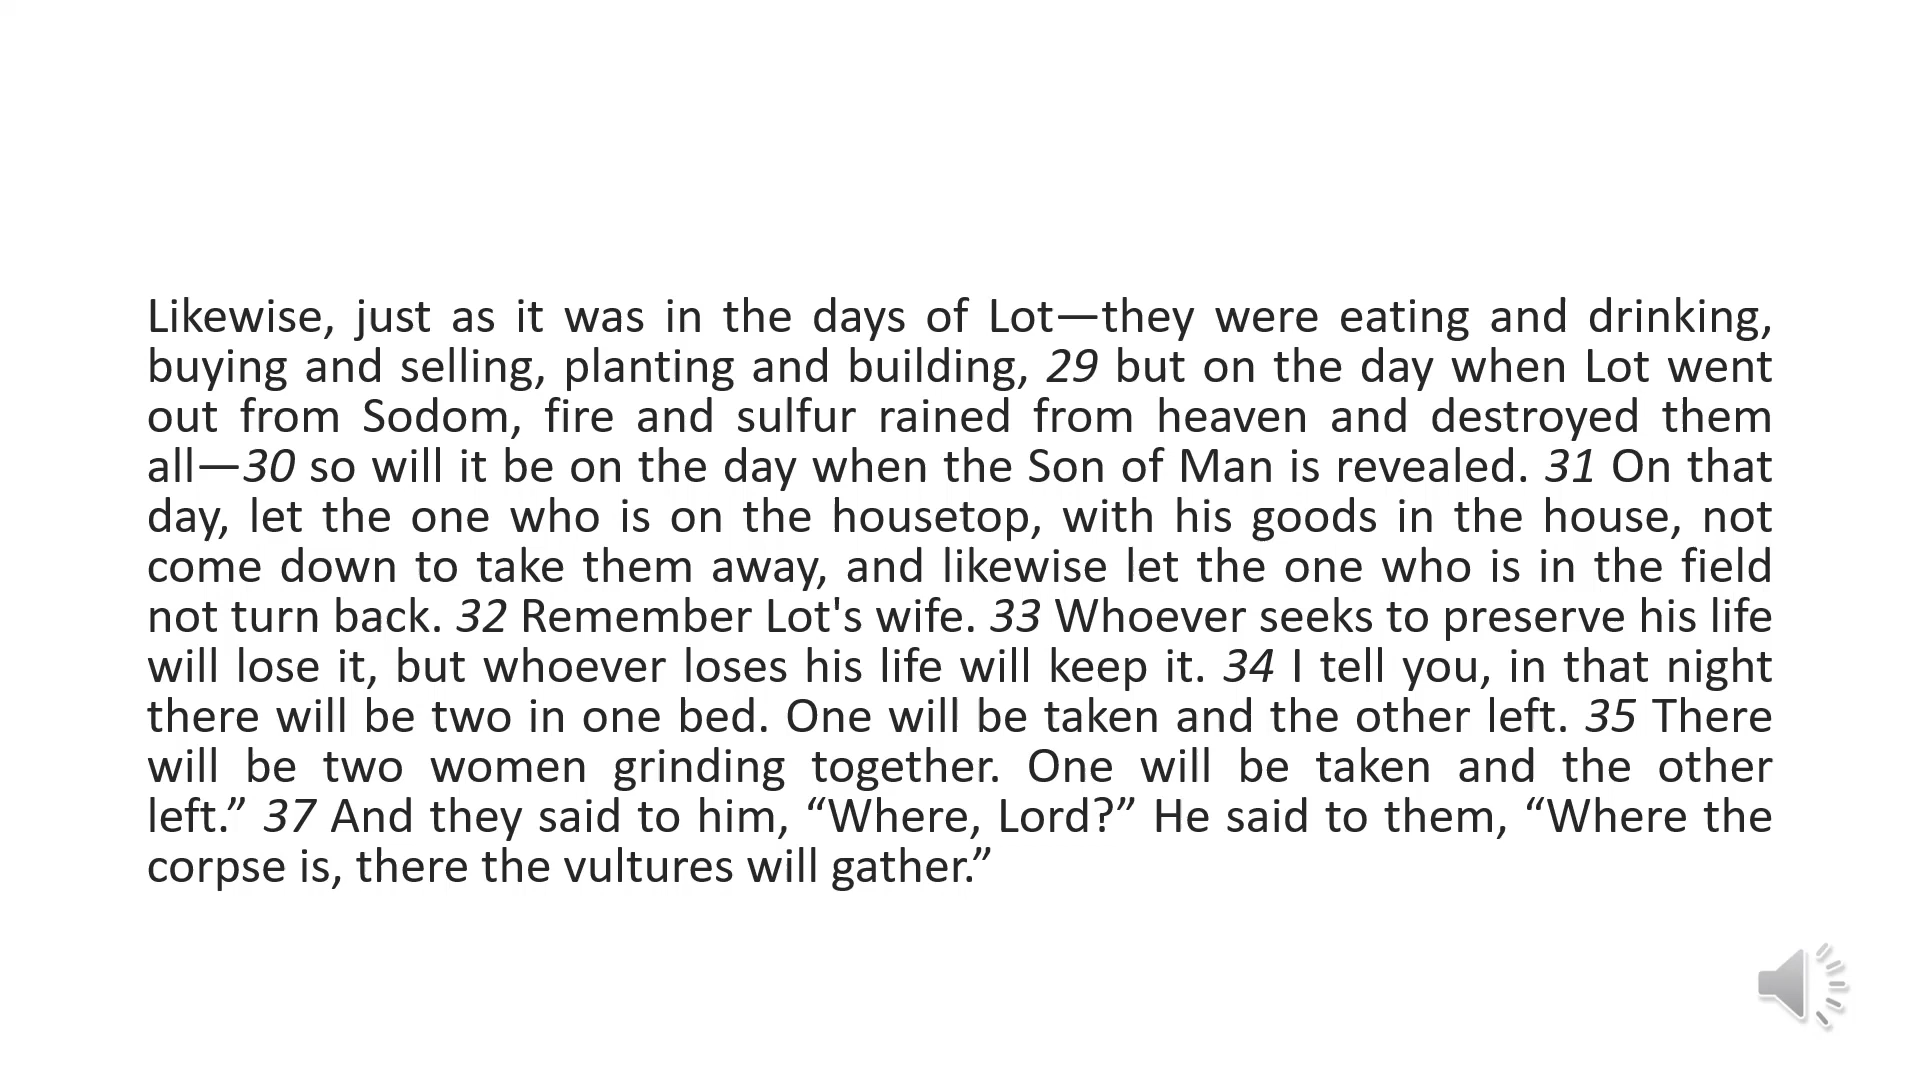 Likewise, just as it was in the days of Lot—they were eating and drinking,
buying and selling, planting and building, 29 but on the day when Lot went
out from Sodom, fire and sulfur rained from heaven and destroyed them
all—30 so will it be on the day when the Son of Man is revealed. 31 On that
day, let the one who is on the housetop, with his goods in the house, not
come down to take them away, and likewise let the one who is in the field
not turn back. 32 Remember Lot's wife. 33 Whoever seeks to preserve his life
will lose it, but whoever loses his life will keep it. 34 I tell you, in that night
there will be two in one bed. One will be taken and the other left. 35 There
will be two women grinding together. One will be taken and the other
left.” 37 And they said to him, “Where, Lord?” He said to them, “Where the
corpse is, there the vultures will gather.”